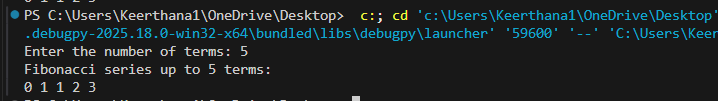 PS C:\Users\Keerthana1\OneDrive\Desktop>  c:; cd 'c:\Users\Keerthana1\OneDrive\Desktop'
.debugpy-2025.18.0-win32-x64\bundled\libs\debugpy\launcher' '59600' '--' 'C:\Users\Kee
Enter the number of terms: 5
Fibonacci series up to 5 terms:
0 1 1 2 3